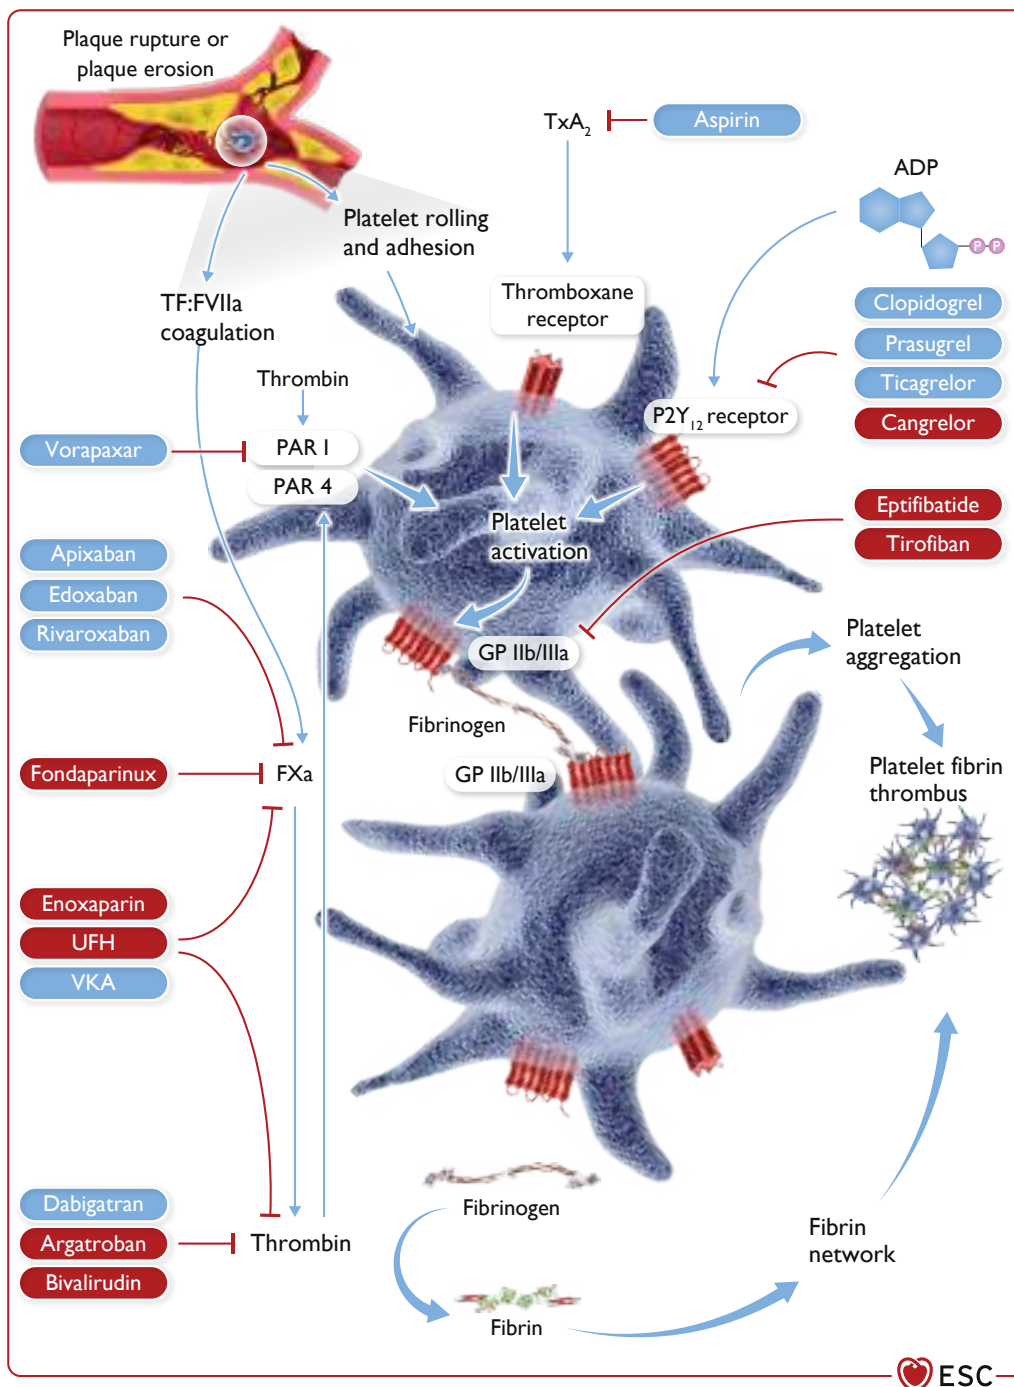 Plaque rupture or
plaque erosion
TxA2
Aspirin
ADP
P P
Platelet rolling
and adhesion
TF:FVIIa
coagulation
Thromboxane
receptor
Clopidogrel
Prasugrel
Ticagrelor
Cangrelor
Thrombin
P2Y12 receptor
Vorapaxar
PAR I
PAR 4
Platelet
activation
Eptifibatide
Tirofiban
Apixaban
Edoxaban
Rivaroxaban
GP IIb/IIIa
Platelet
aggregation
Fibrinogen
Fondaparinux
FXa
GP IIb/IIIa
Platelet fibrin
thrombus
Enoxaparin
UFH
VKA
Dabigatran
Argatroban
Bivalirudin
Thrombin
Fibrinogen
Fibrin
network
Fibrin
ESC